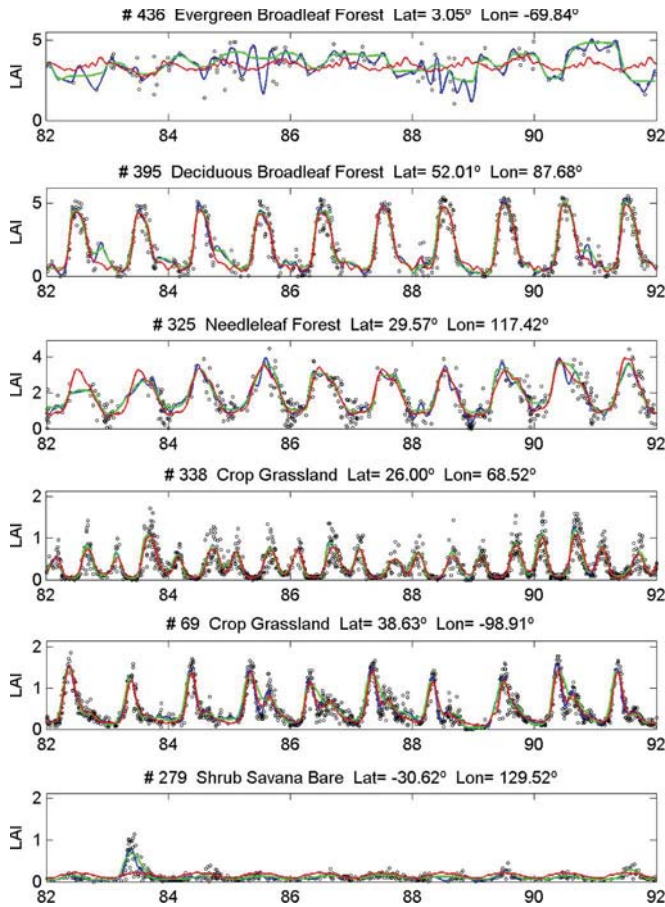 # 436 Evergreen Broadleaf Forest Lat= 3.05° Lon= -69.84°
5
LAI
0
82 84 86 88 90 92
# 395 Deciduous Broadleaf Forest Lat= 52.01° Lon= 87.68°
5
LAI
0
82 84 86 88 90 92
# 325 Needleleaf Forest Lat= 29.57° Lon= 117.42°
4
LAI
2
0
82 84 86 88 90 92
# 338 Crop Grassland Lat= 26.00° Lon= 68.52°
2
LAI
1
0
82 84 86 88 90 92
# 69 Crop Grassland Lat= 38.63° Lon= -98.91°
2
LAI
1
0
82 84 86 88 90 92
# 279 Shrub Savana Bare Lat= -30.62° Lon= 129.52°
2
LAI
1
0
82 84 86 88 90 92